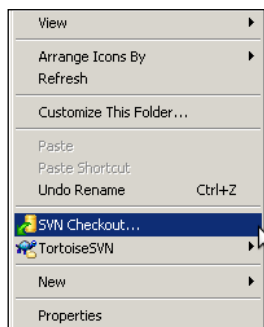 View
Arrange Icons By
Refresh
Customize This Folder...
Paste
Paste Shortcut
Undo Rename Ctrl+Z
SVN Checkout...
TortoiseSVN
New
Properties